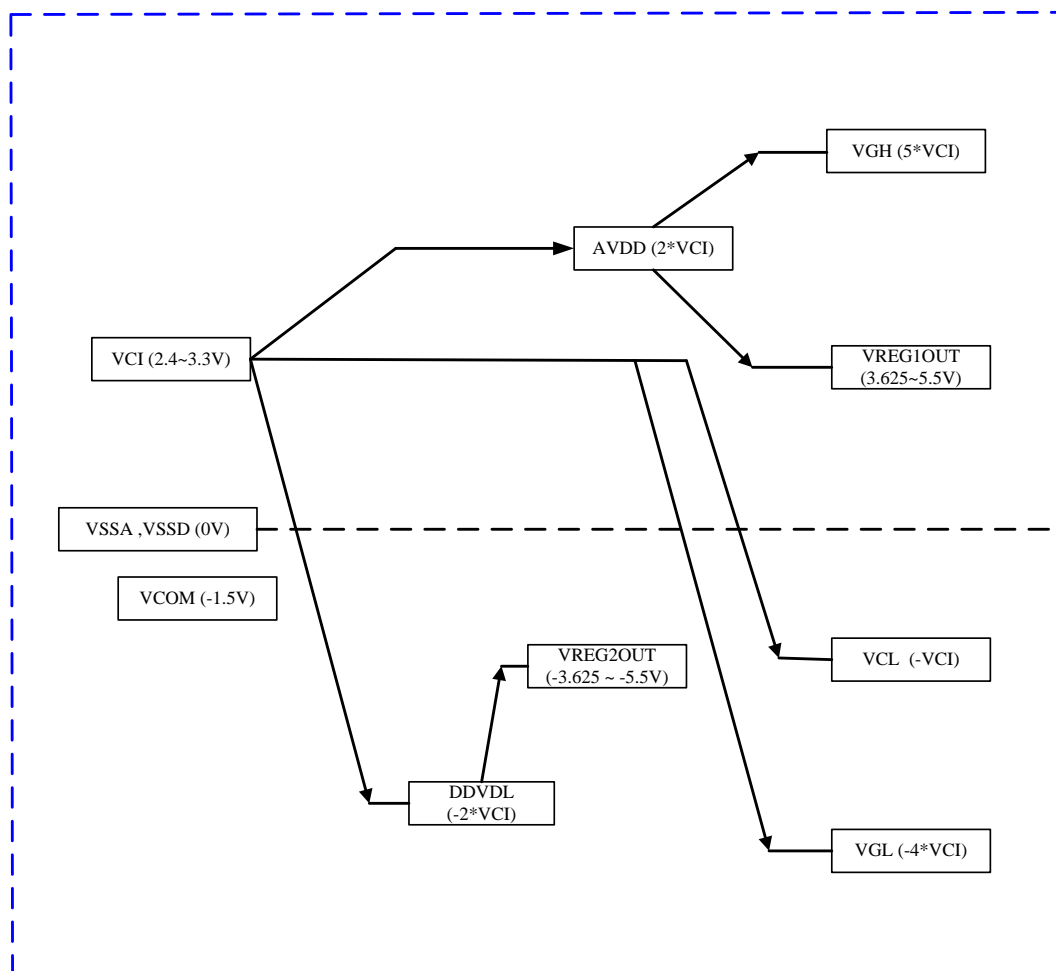 VGH (5*VCI)
AVDD (2*VCI)
VCI (2.4~3.3V)
VREG1OUT
(3.625~5.5V)
VSSA ,VSSD (0V)
VCOM (-1.5V)
VREG2OUT
(-3.625 ~ -5.5V)
VCL (-VCI)
DDVDL
(-2*VCI)
VGL (-4*VCI)